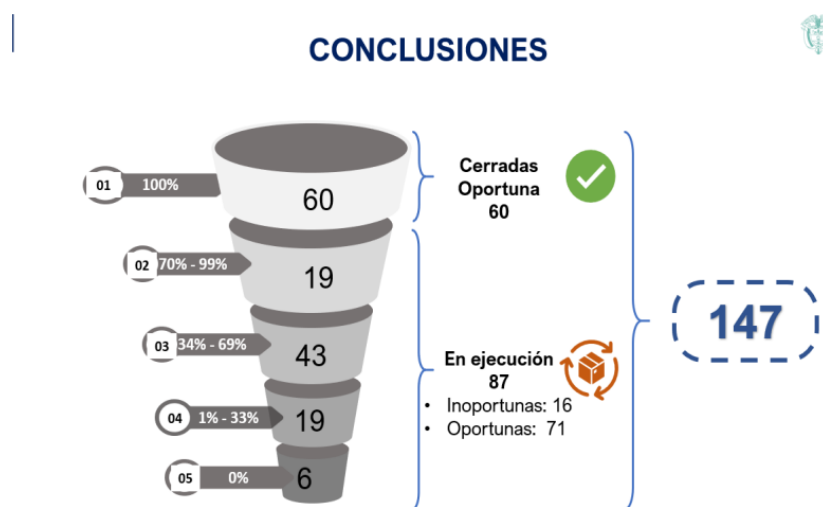 CONCLUSIONES
01 100%
60
02 70% - 99%
19
03 34% - 69%
43
04 1% - 33%
19
05 0%
6
Cerradas
Oportuna
60
En ejecución
87
• Inoportunas: 16
• Oportunas: 71
147